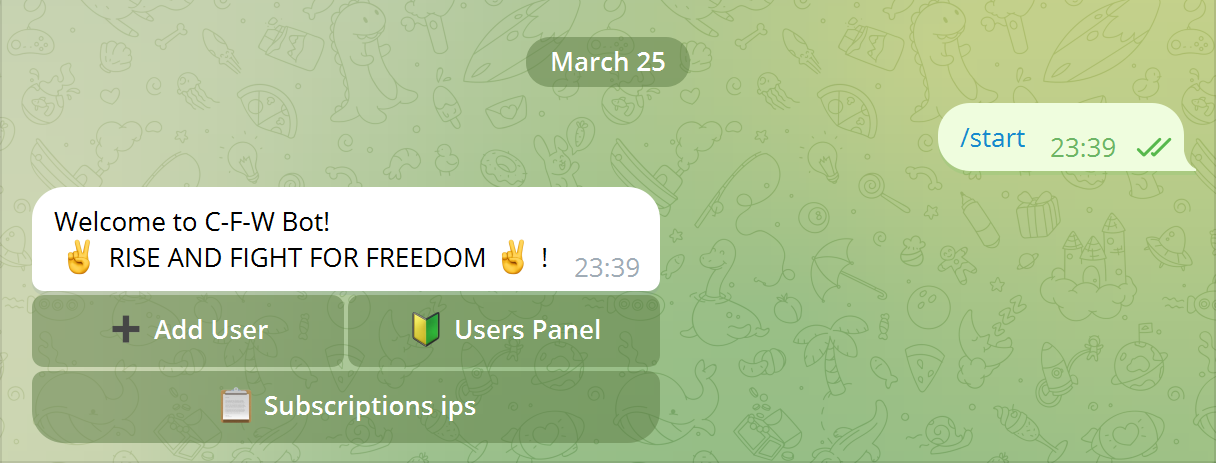 March 25
/start 23:39
Welcome to C-F-W Bot!
✌️ RISE AND FIGHT FOR FREEDOM ✌️ ! 23:39
➕ Add User
🔰 Users Panel
📋 Subscriptions ips